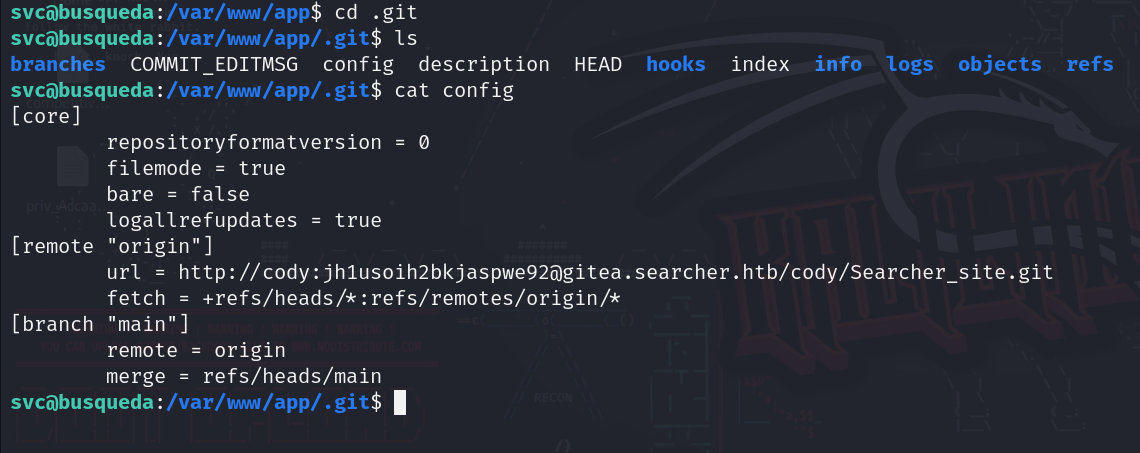 svc@busqueda:/var/www/app$ cd .git
svc@busqueda:/var/www/app/.git$ ls
branches  COMMIT_EDITMSG  config  description  HEAD  hooks  index  info  logs  objects  refs
svc@busqueda:/var/www/app/.git$ cat config
[core]
        repositoryformatversion = 0
        filemode = true
        bare = false
        logallrefupdates = true
[remote "origin"]
        url = http://cody:jh1usoih2bkjaspwe92@gitea.searcher.htb/cody/Searcher_site.git
        fetch = +refs/heads/*:refs/remotes/origin/*
[branch "main"]
        remote = origin
        merge = refs/heads/main
svc@busqueda:/var/www/app/.git$
RECON